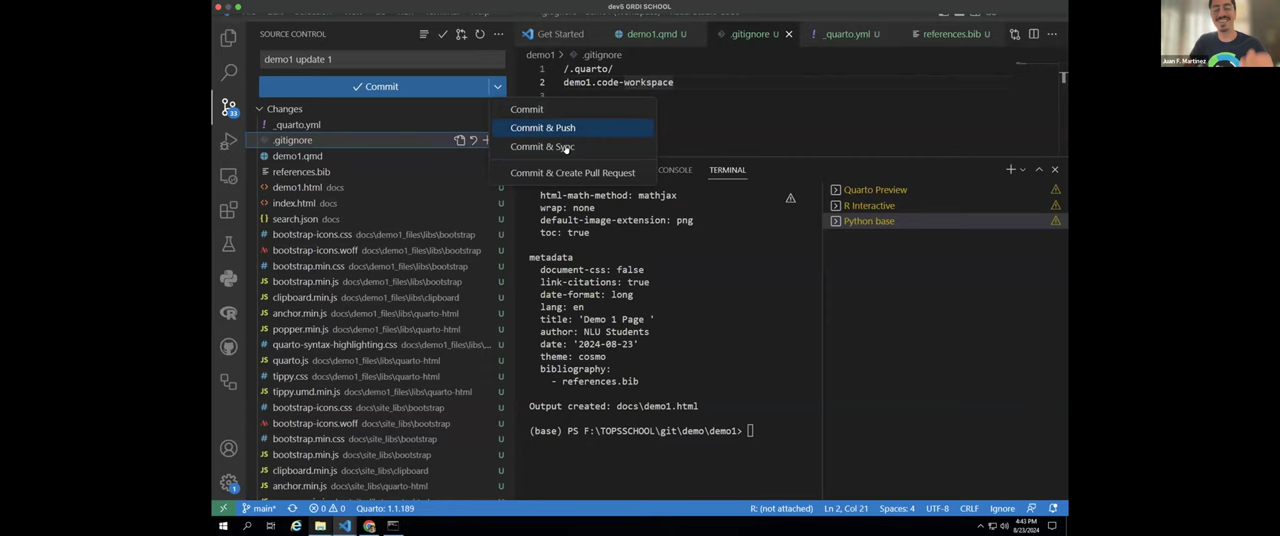 dev5 GRDI SCHOOL
SOURCE CONTROL
demo1 update 1
Commit
Changes
_quarto.yml
.gitignore
demo1.qmd U
references.bib U
demo1.html docs U
index.html docs U
search.json docs U
bootstrap-icons.css docs\demo1_files\libs\bootstrap U
bootstrap-icons.woff docs\demo1_files\libs\bootstrap U
bootstrap.min.css docs\demo1_files\libs\bootstrap U
bootstrap.min.js docs\demo1_files\libs\bootstrap U
clipboard.min.js docs\demo1_files\libs\clipboard U
anchor.min.js docs\demo1_files\libs\quarto-html U
popper.min.js docs\demo1_files\libs\quarto-html U
quarto-syntax-highlighting.css docs\demo1_files\li... U
quarto.js docs\demo1_files\libs\quarto-html U
tippy.css docs\demo1_files\libs\quarto-html U
tippy.umd.min.js docs\demo1_files\libs\quarto-html U
bootstrap-icons.css docs\site_libs\bootstrap U
bootstrap-icons.woff docs\site_libs\bootstrap U
bootstrap.min.css docs\site_libs\bootstrap U
bootstrap.min.js docs\site_libs\bootstrap U
clipboard.min.js docs\site_libs\clipboard U
anchor.min.js docs\site_libs\quarto-html U
33
1
Commit
Commit & Push
Commit & Sync
Commit & Create Pull Request
Get Started
demo1.qmd U
.gitignore U
_quarto.yml U
references.bib U
demo1 > .gitignore
1 /.quarto/
2 demo1.code-workspace
CONSOLE
TERMINAL
html-math-method: mathjax
wrap: none
default-image-extension: png
toc: true
metadata
document-css: false
link-citations: true
date-format: long
lang: en
title: 'Demo 1 Page '
author: NLU Students
date: '2024-08-23'
theme: cosmo
bibliography:
- references.bib
Output created: docs\demo1.html
(base) PS F:\TOPSSCHOOL\git\demo\demo1>
Quarto Preview
R Interactive
Python base
main*
0 0
Quarto: 1.1.189
R: (not attached)
Ln 2, Col 21
Spaces: 4
UTF-8
CRLF
Ignore
4:43 PM
8/23/2024
Juan F. Martinez